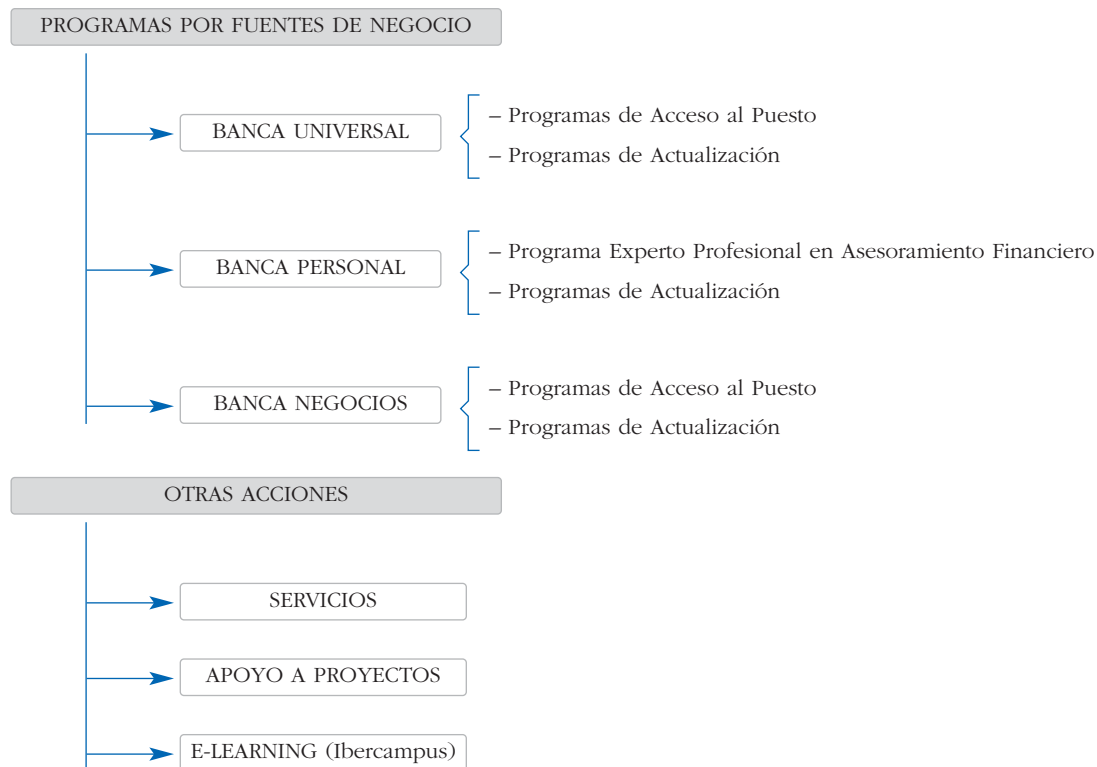 PROGRAMAS POR FUENTES DE NEGOCIO
BANCA UNIVERSAL
– Programas de Acceso al Puesto
– Programas de Actualización
BANCA PERSONAL
– Programa Experto Profesional en Asesoramiento Financiero
– Programas de Actualización
BANCA NEGOCIOS
– Programas de Acceso al Puesto
– Programas de Actualización
OTRAS ACCIONES
SERVICIOS
APOYO A PROYECTOS
E-LEARNING (Ibercampus)